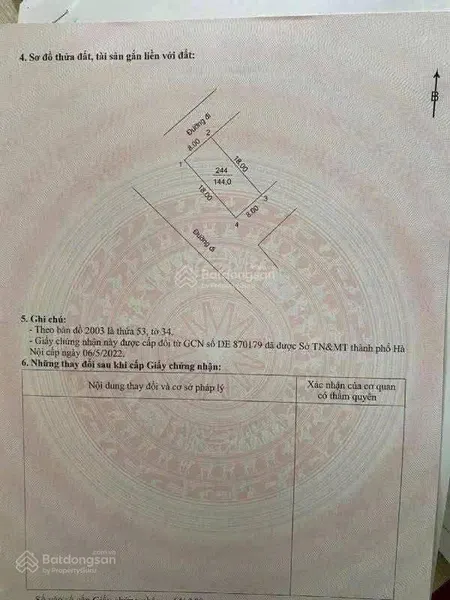 4. Sơ đồ thửa đất, tài sản gắn liền với đất:
B
Đường đi
8.00
2
1
18.00
244
144,0
18.00
3
8.00
4
Đường đi
Batdongsan
by PropertyGuru
5. Ghi chú:
- Theo bản đồ 2003 là thửa 53, tờ 34.
- Giấy chứng nhận này được cấp đổi từ GCN số DE 870179 đã được Sở TN&MT thành phố Hà
Nội cấp ngày 06/5/2022.
6. Những thay đổi sau khi cấp Giấy chứng nhận:
Nội dung thay đổi và cơ sở pháp lý
Xác nhận của cơ quan
có thẩm quyền
Batdongsan
by PropertyGuru